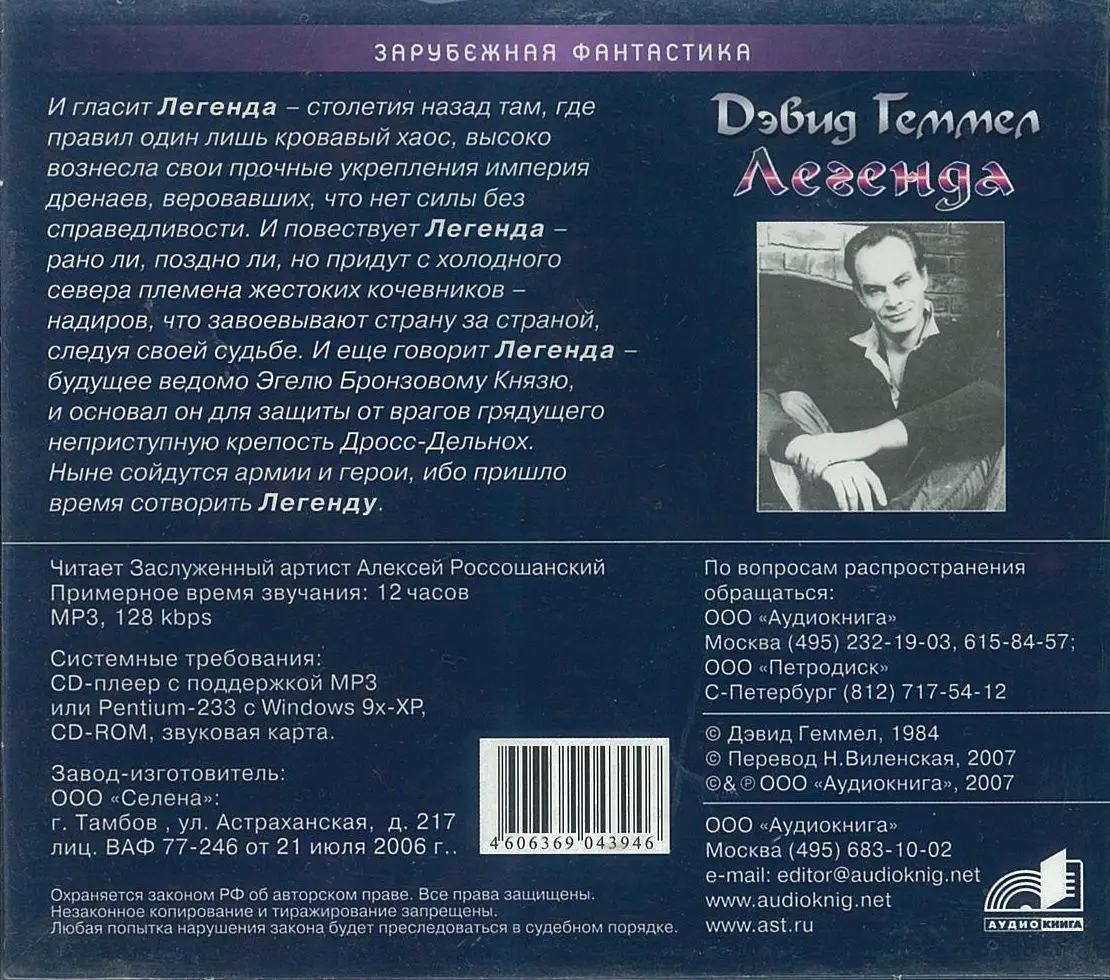 ЗАРУБЕЖНАЯ ФАНТАСТИКА
И гласит Легенда – столетия назад там, где
правил один лишь кровавый хаос, высоко
вознесла свои прочные укрепления империя
дренаев, веровавших, что нет силы без
справедливости. И повествует Легенда –
рано ли, поздно ли, но придут с холодного
севера племена жестоких кочевников –
надиров, что завоевывают страну за страной,
следуя своей судьбе. И еще говорит Легенда –
будущее ведомо Эгелю Бронзовому Князю,
и основал он для защиты от врагов грядущего
неприступную крепость Дросс-Дельнох.
Ныне сойдутся армии и герои, ибо пришло
время сотворить Легенду.
Дэвид Геммел
Легенда
Читает Заслуженный артист Алексей Россошанский
Примерное время звучания: 12 часов
MP3, 128 kbps
Системные требования:
CD-плеер с поддержкой MP3
или Pentium-233 с Windows 9x-XP,
CD-ROM, звуковая карта.
Завод-изготовитель:
ООО «Селена»:
г. Тамбов , ул. Астраханская, д. 217
лиц. ВАФ 77-246 от 21 июля 2006 г..
4 606369 043946
Охраняется законом РФ об авторском праве. Все права защищены.
Незаконное копирование и тиражирование запрещены.
Любая попытка нарушения закона будет преследоваться в судебном порядке.
По вопросам распространения
обращаться:
ООО «Аудиокнига»
Москва (495) 232-19-03, 615-84-57;
ООО «Петродиск»
С-Петербург (812) 717-54-12
© Дэвид Геммел, 1984
© Перевод Н.Виленская, 2007
©&℗ ООО «Аудиокнига», 2007
ООО «Аудиокнига»
Москва (495) 683-10-02
e-mail: editor@audioknig.net
www.audioknig.net
www.ast.ru
АУДИОКНИГА